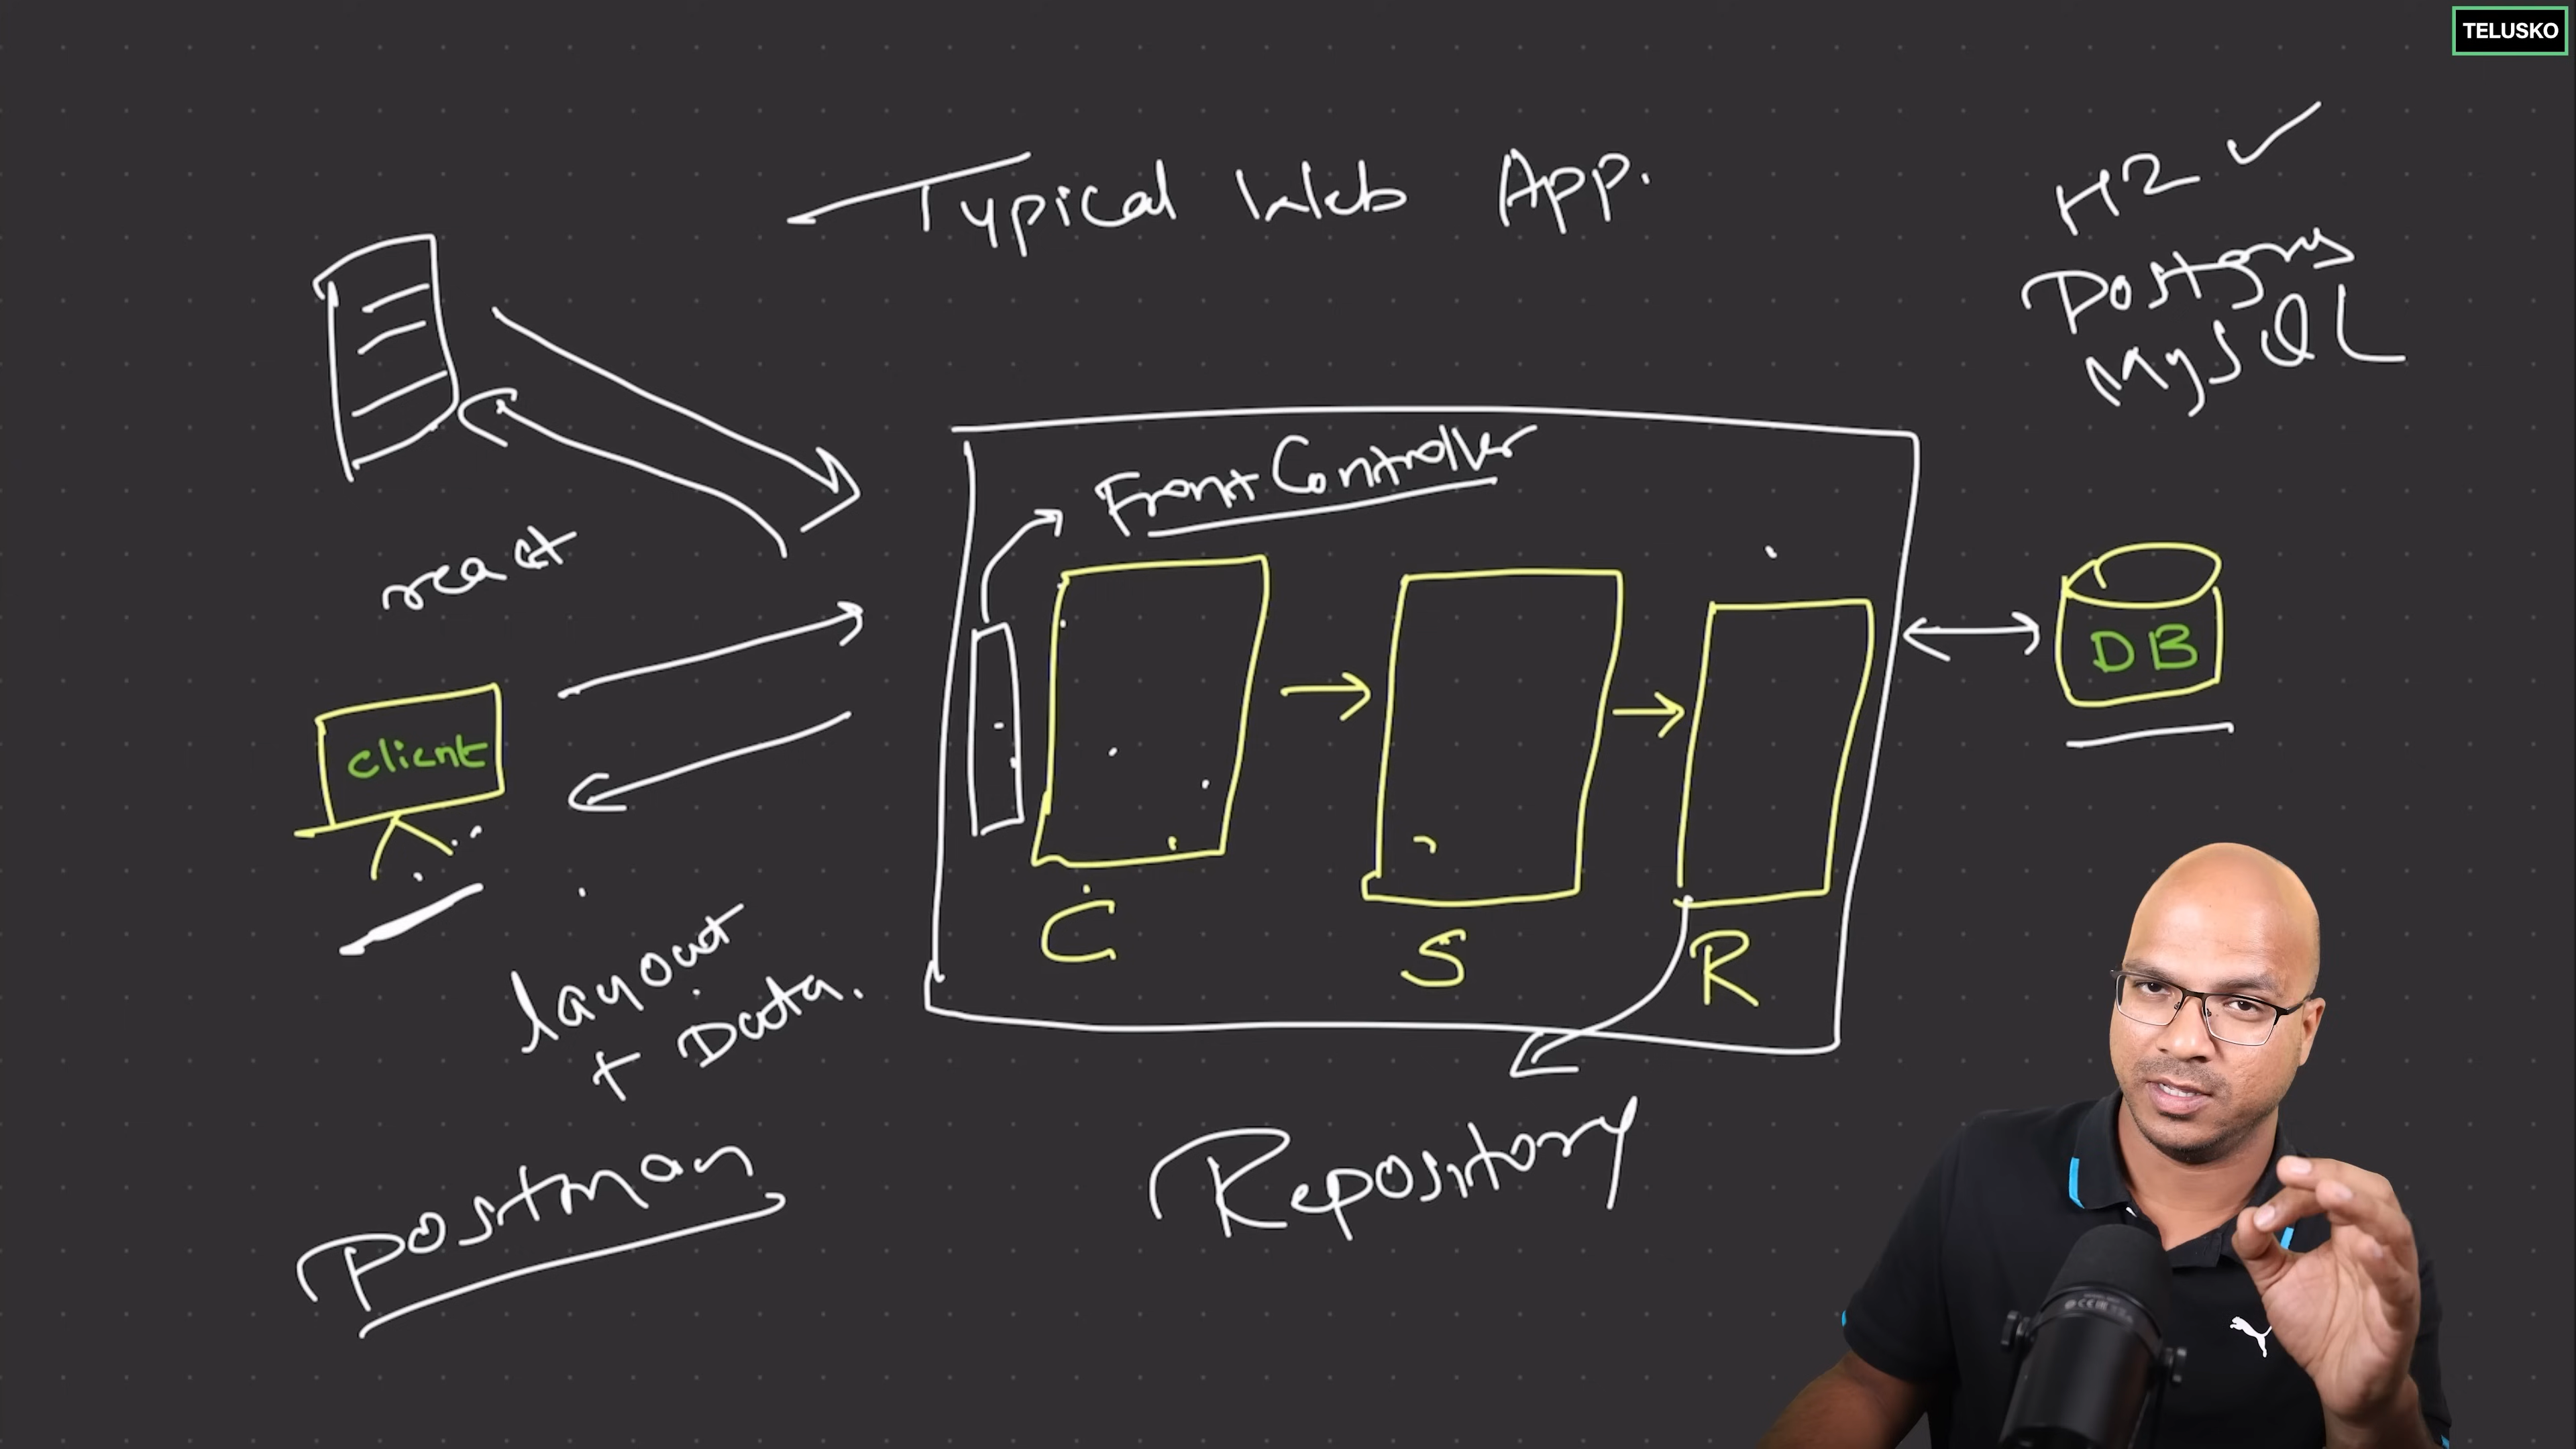 TELUSKO
Typical Web App.
H2
Postgres
MySQL
Front Controller
react
client
DB
C
S
R
layout
+ Data.
Postman
Repository